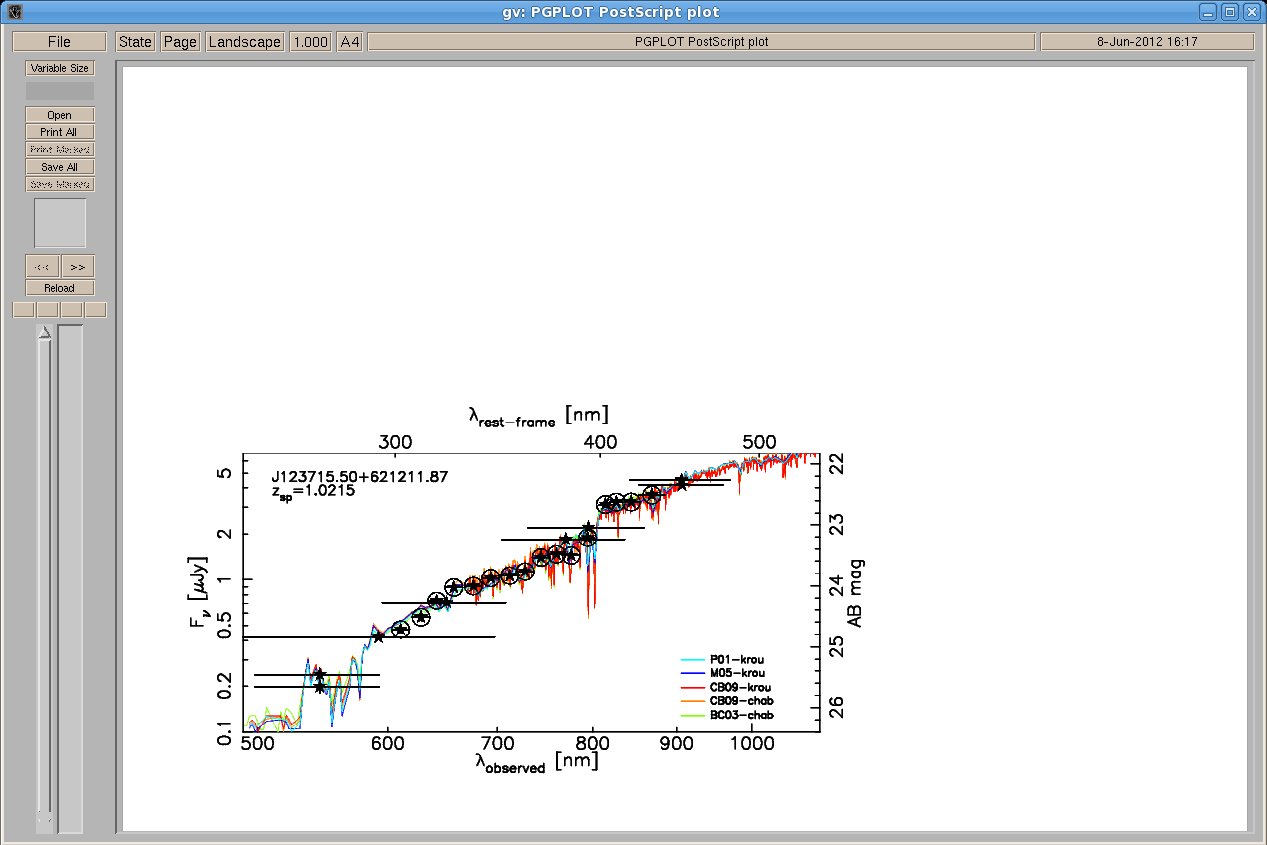 gv: PGPLOT PostScript plot
File State Page Landscape 1.000 A4 PGPLOT PostScript plot 8-Jun-2012 16:17
Variable Size
Open
Print All
Print Marked
Save All
Save Marked
<< >>
Reload
λrest-frame [nm]
300 400 500
J123715.50+621211.87
zsp=1.0215
Fν [μJy]
5
2
1
0.5
0.2
0.1
22
23
24
25
26
AB mag
P01-krou
M05-krou
CB09-krou
CB09-chab
BC03-chab
500 600 700 800 900 1000
λobserved [nm]